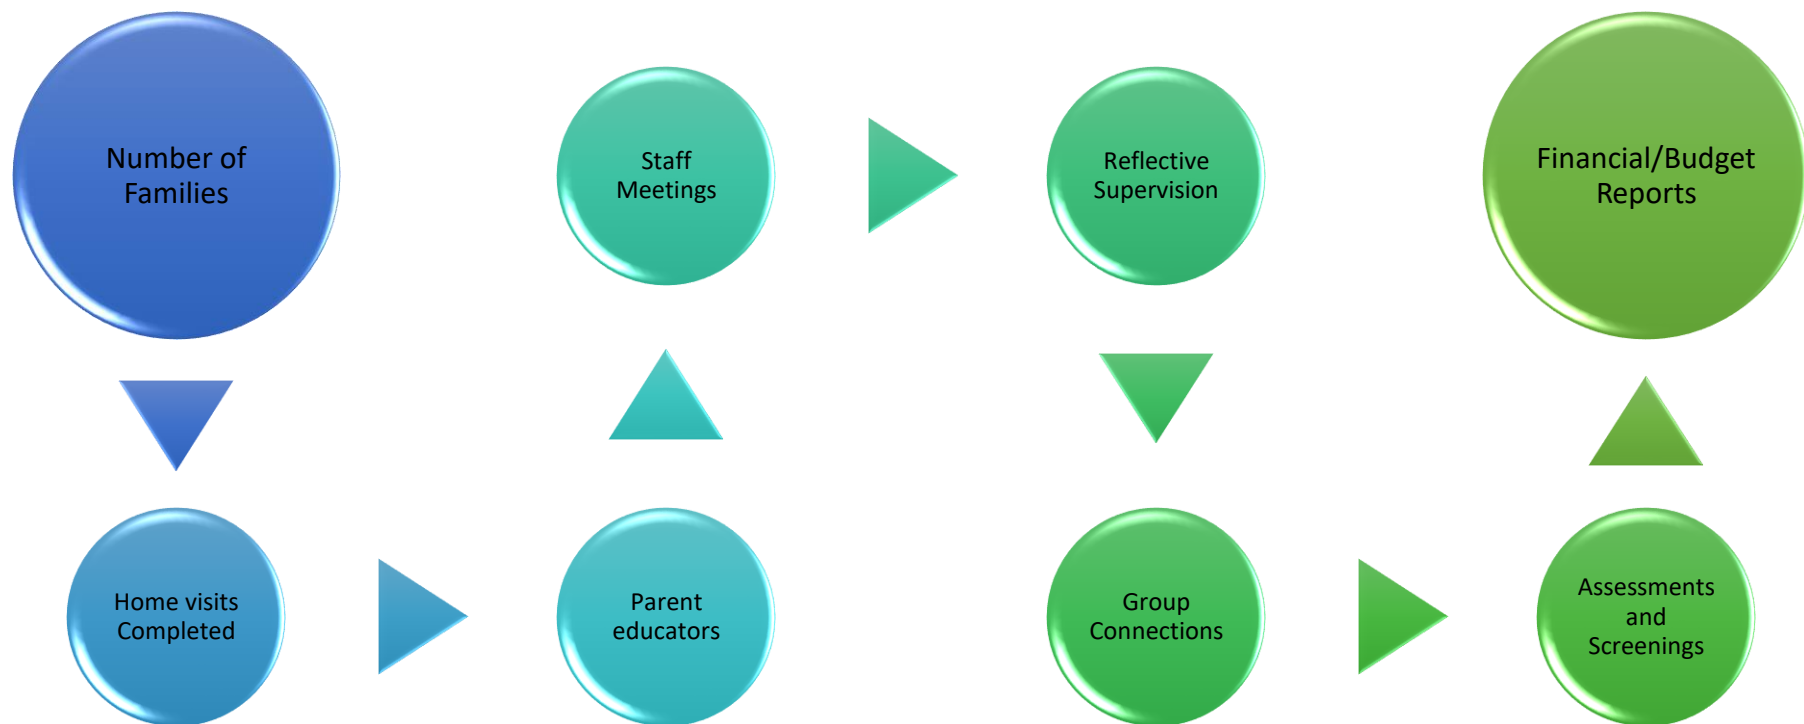 Number of
Families
Home visits
Completed
Parent
educators
Staff
Meetings
Reflective
Supervision
Group
Connections
Assessments
and
Screenings
Financial/Budget
Reports